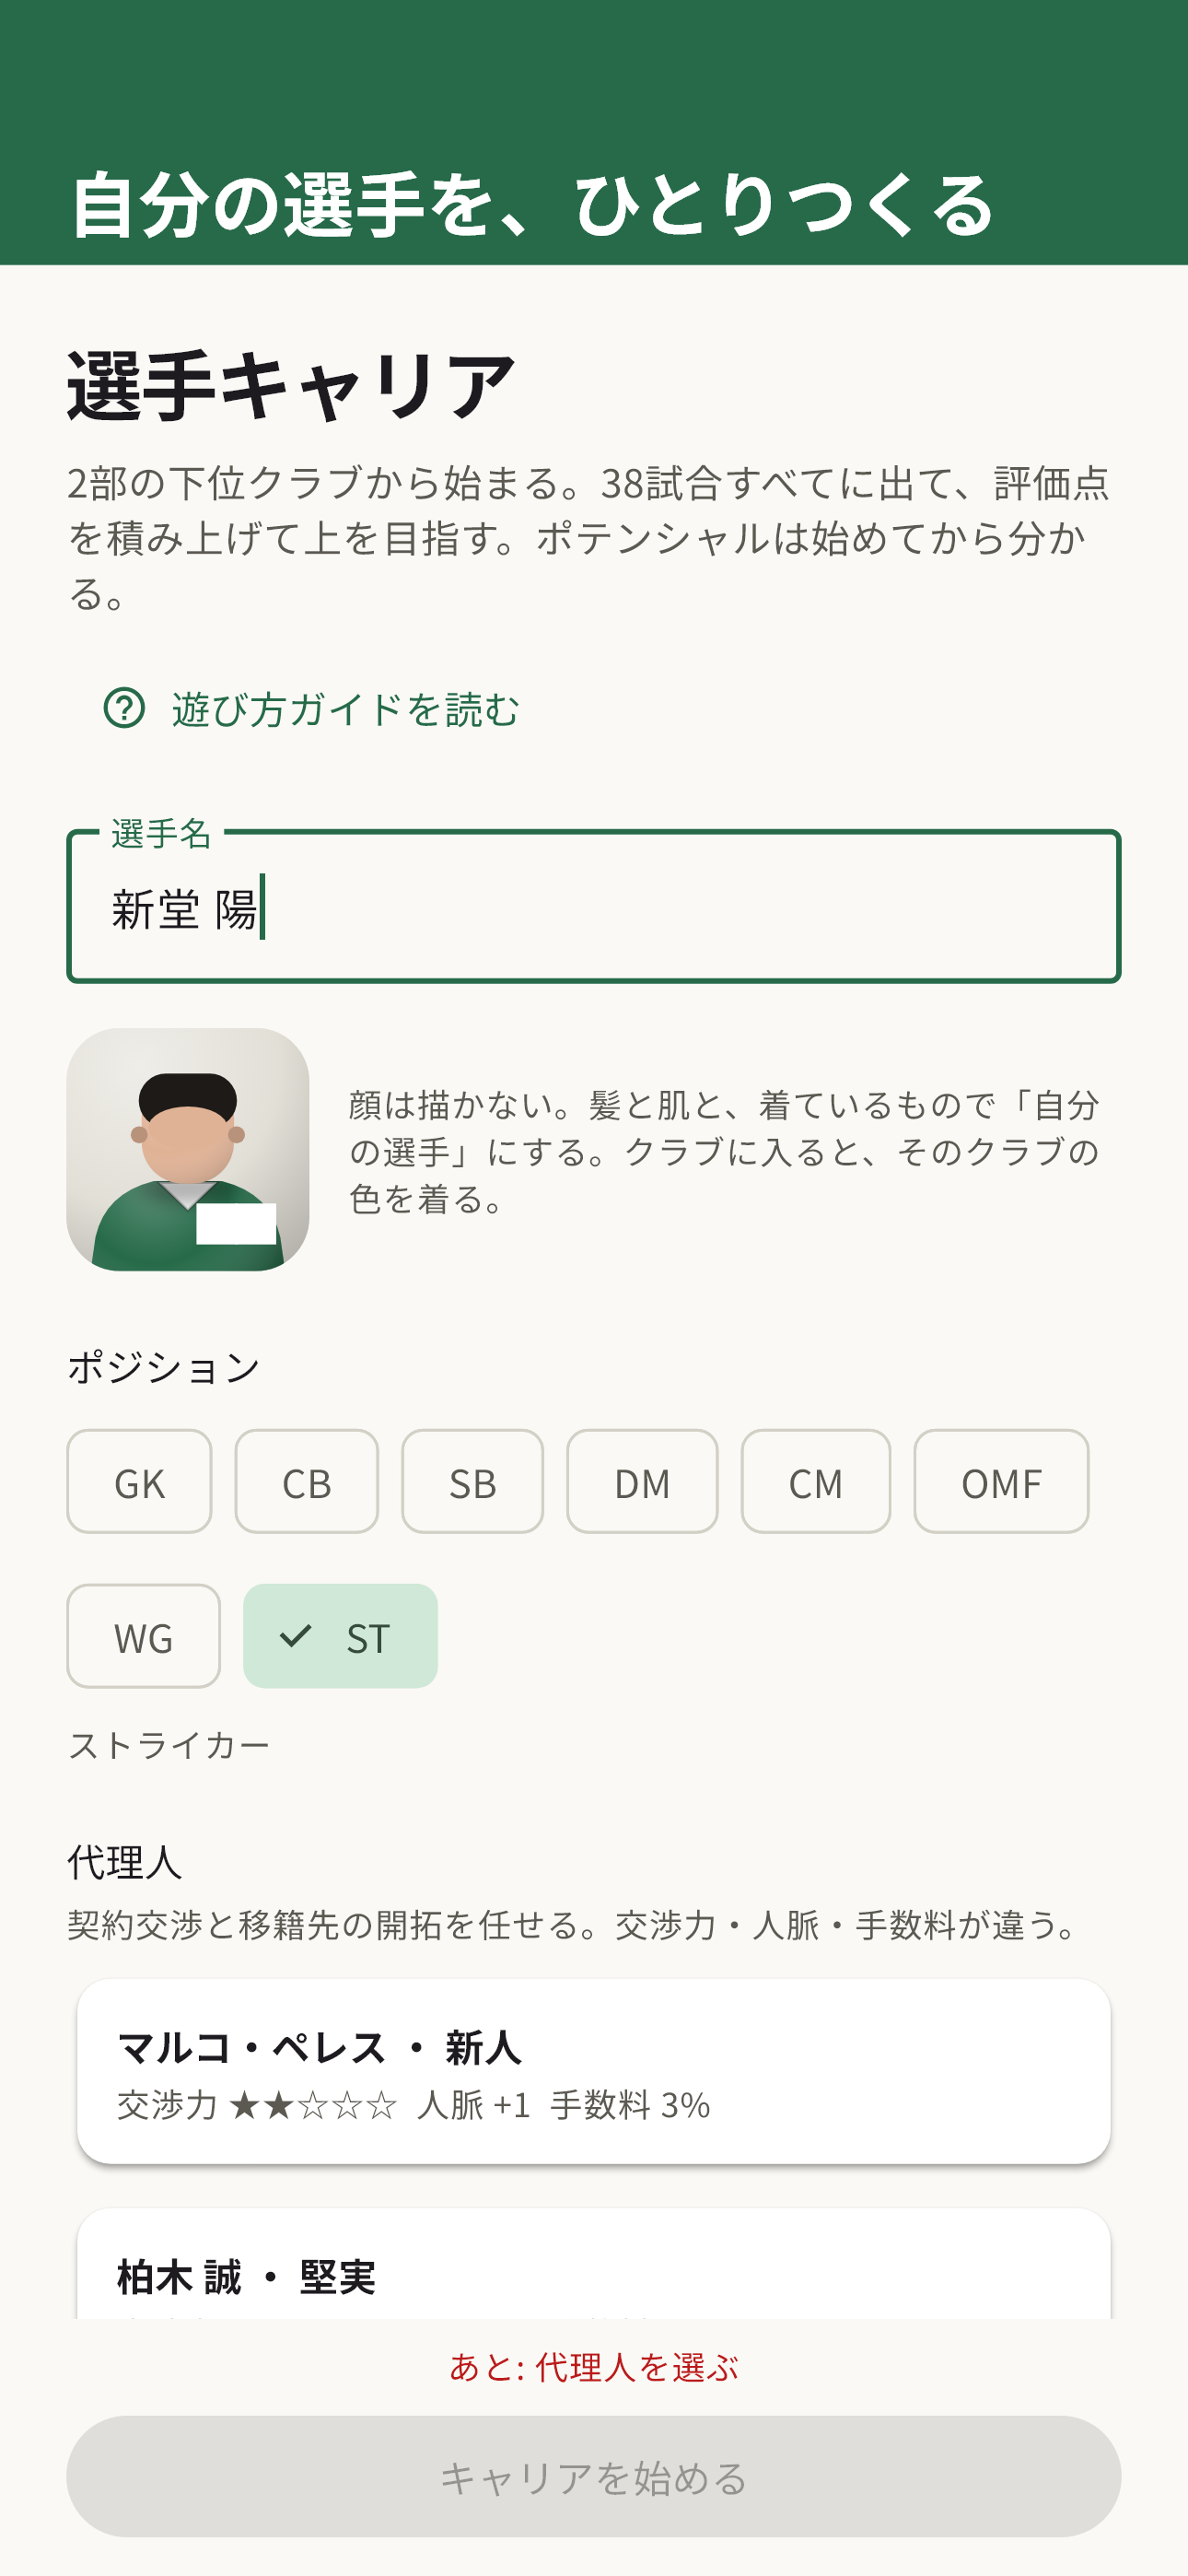 自分の選手を、ひとりつくる
選手キャリア
2部の下位クラブから始まる。38試合すべてに出て、評価点
を積み上げて上を目指す。ポテンシャルは始めてから分か
る。
遊び方ガイドを読む
選手名
新堂 陽
顔は描かない。髪と肌と、着ているもので「自分
の選手」にする。クラブに入ると、そのクラブの
色を着る。
ポジション
GK CB SB DM CM OMF
WG ST
ストライカー
代理人
契約交渉と移籍先の開拓を任せる。交渉力・人脈・手数料が違う。
マルコ・ペレス ・ 新人
交渉力 ★★☆☆☆ 人脈 +1 手数料 3%
柏木 誠 ・ 堅実
あと: 代理人を選ぶ
キャリアを始める